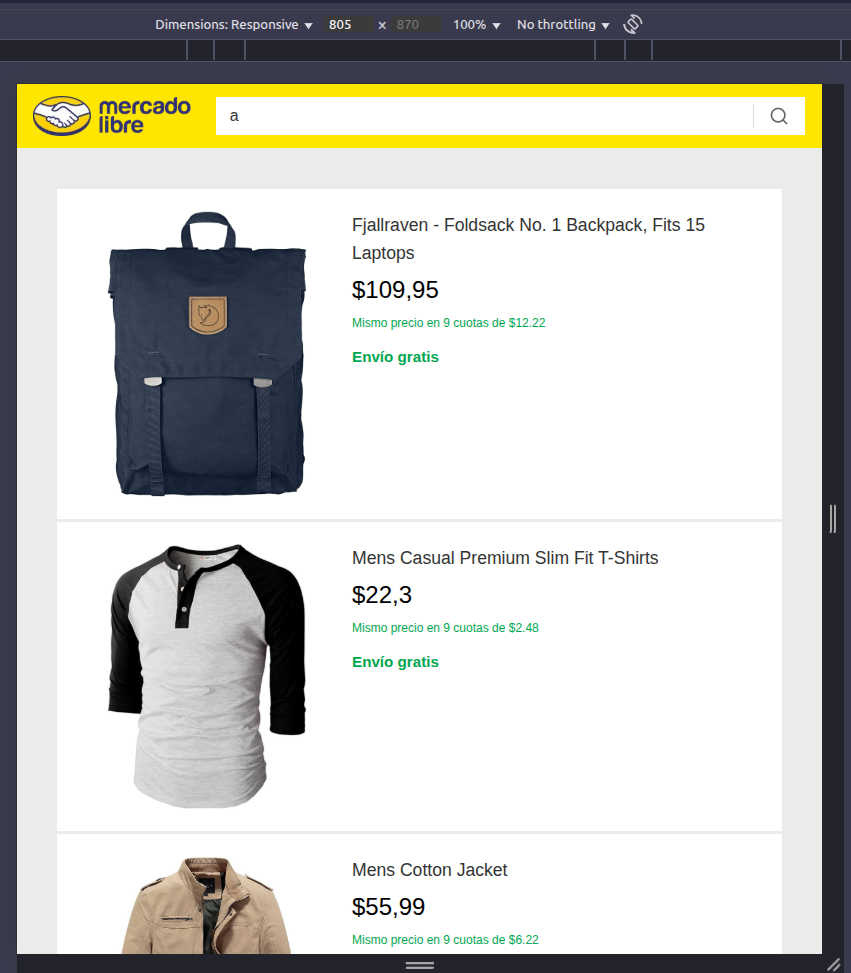 Dimensions: Responsive 805 × 870 100% No throttling
mercado
libre
a
Fjallraven - Foldsack No. 1 Backpack, Fits 15
Laptops
$109,95
Mismo precio en 9 cuotas de $12.22
Envío gratis
Mens Casual Premium Slim Fit T-Shirts
$22,3
Mismo precio en 9 cuotas de $2.48
Envío gratis
Mens Cotton Jacket
$55,99
Mismo precio en 9 cuotas de $6.22